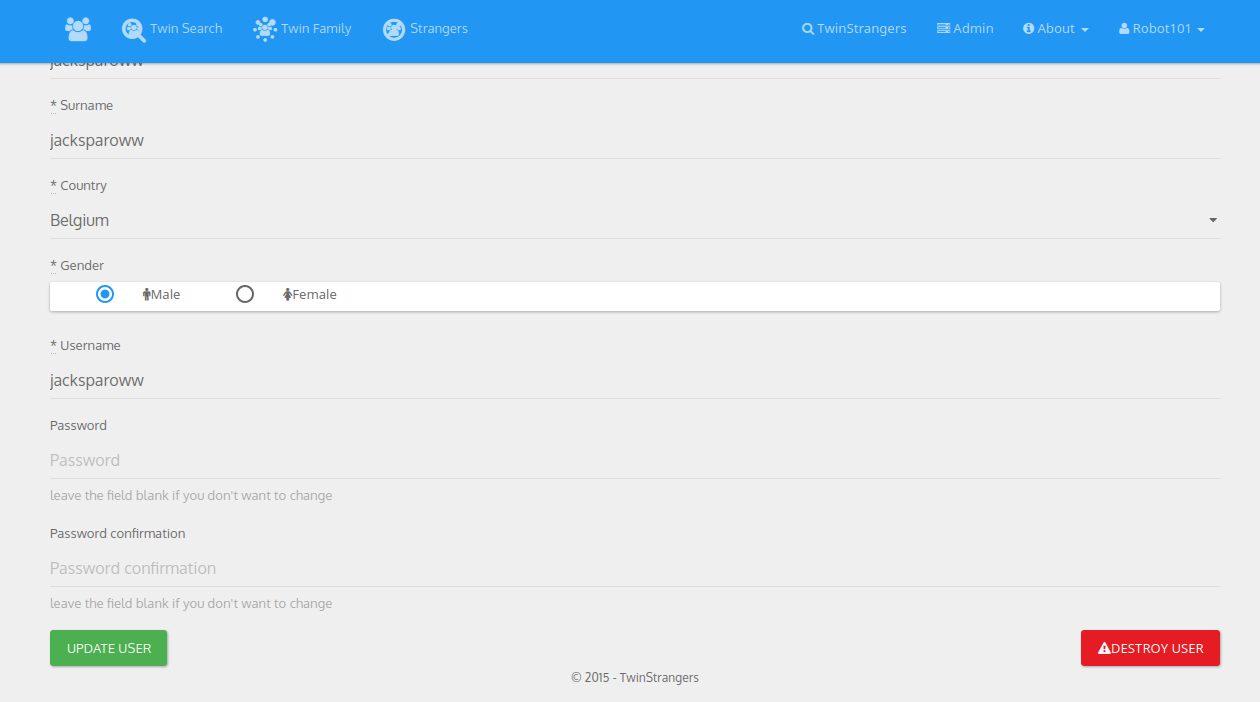 Twin Search Twin Family Strangers TwinStrangers Admin About Robot101
jacksparoww
* Surname
jacksparoww
* Country
Belgium
* Gender
Male Female
* Username
jacksparoww
Password
Password
leave the field blank if you don't want to change
Password confirmation
Password confirmation
leave the field blank if you don't want to change
UPDATE USER DESTROY USER
© 2015 - TwinStrangers